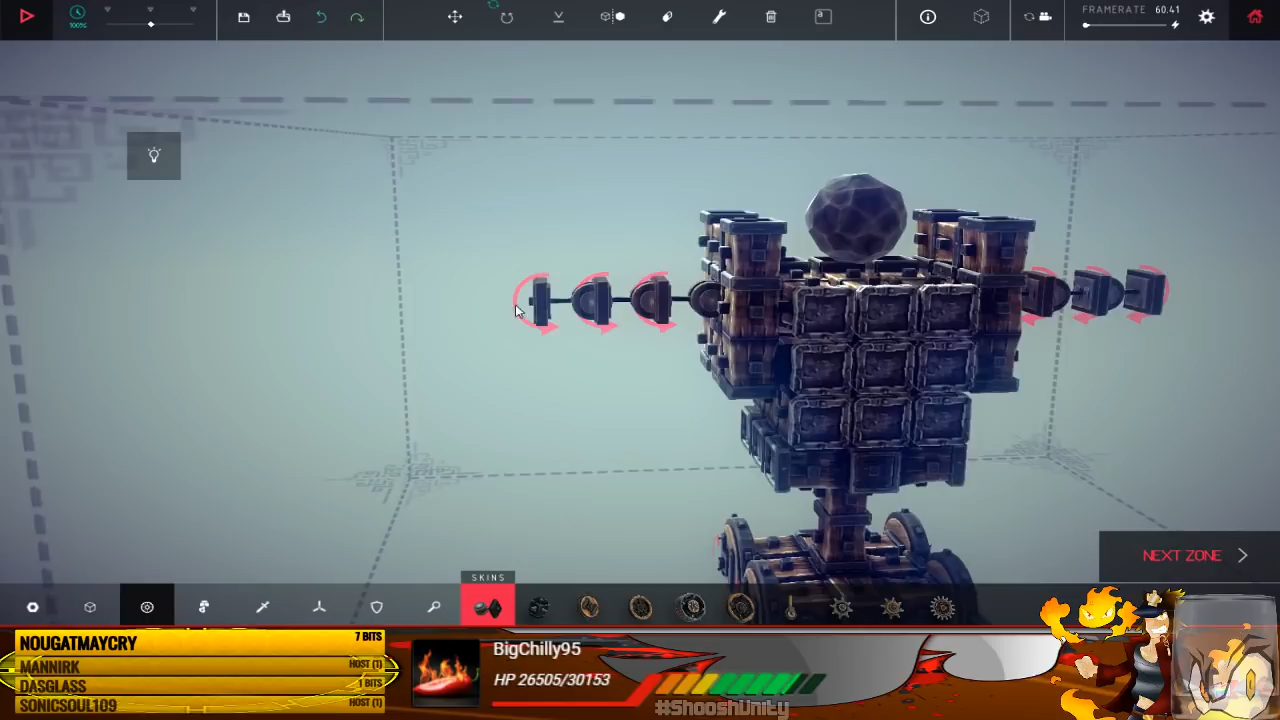 100%
a
FRAMERATE 60.41
NEXT ZONE
SKINS
NOUGATMAYCRY 7 BITS
MANNIRK HOST (1)
DASGLASS BITS
SONICSOUL109 HOST (1)
BigChilly95
HP 26505/30153
#ShooshUnity